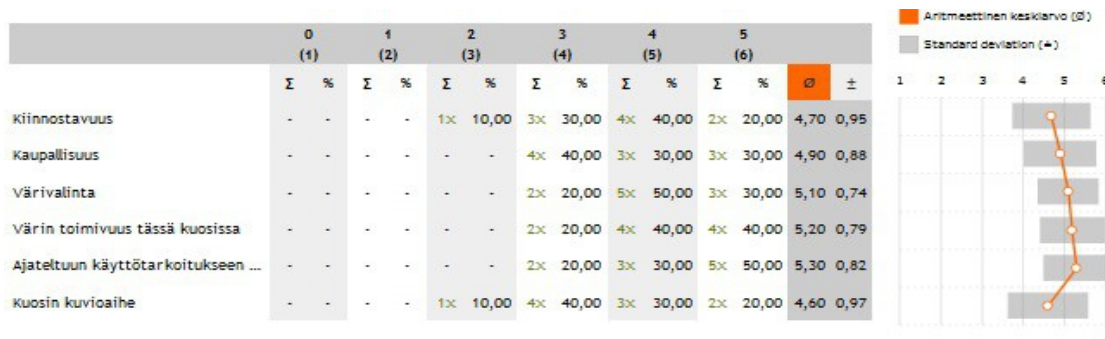 Aritmeettinen keskiarvo (Ø)
Standard deviation (±)
0 1 2 3 4 5
(1) (2) (3) (4) (5) (6)
Σ % Σ % Σ % Σ % Σ % Σ % Ø ±
1 2 3 4 5 6
Kiinnostavuus - - - - 1x 10,00 3x 30,00 4x 40,00 2x 20,00 4,70 0,95
Kaupallisuus - - - - - - 4x 40,00 3x 30,00 3x 30,00 4,90 0,88
Värivalinta - - - - - - 2x 20,00 5x 50,00 3x 30,00 5,10 0,74
Värin toimivuus tässä kuosissa - - - - - - 2x 20,00 4x 40,00 4x 40,00 5,20 0,79
Ajateltuun käyttötarkoitukseen ... - - - - - - 2x 20,00 3x 30,00 5x 50,00 5,30 0,82
Kuosin kuvioaihe - - - - 1x 10,00 4x 40,00 3x 30,00 2x 20,00 4,60 0,97